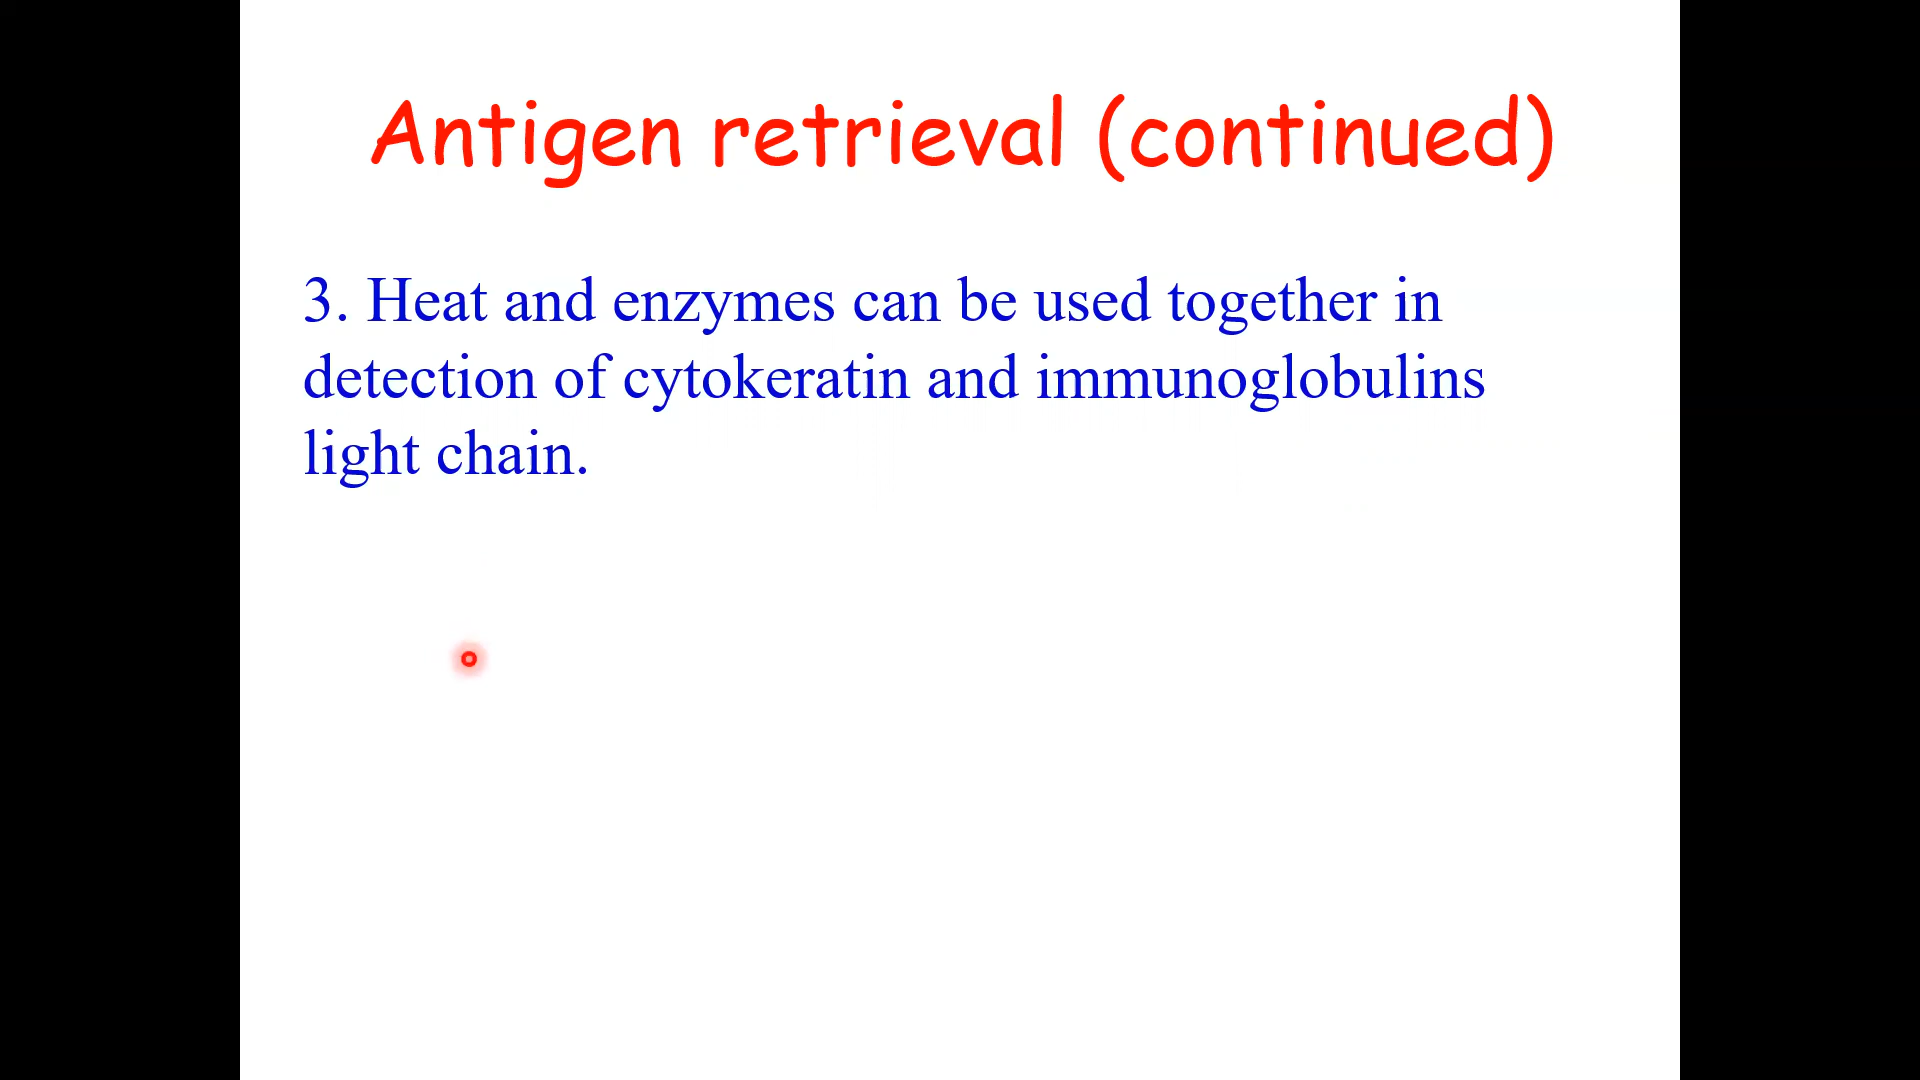 Antigen retrieval (continued)
3. Heat and enzymes can be used together in
detection of cytokeratin and immunoglobulins
light chain.